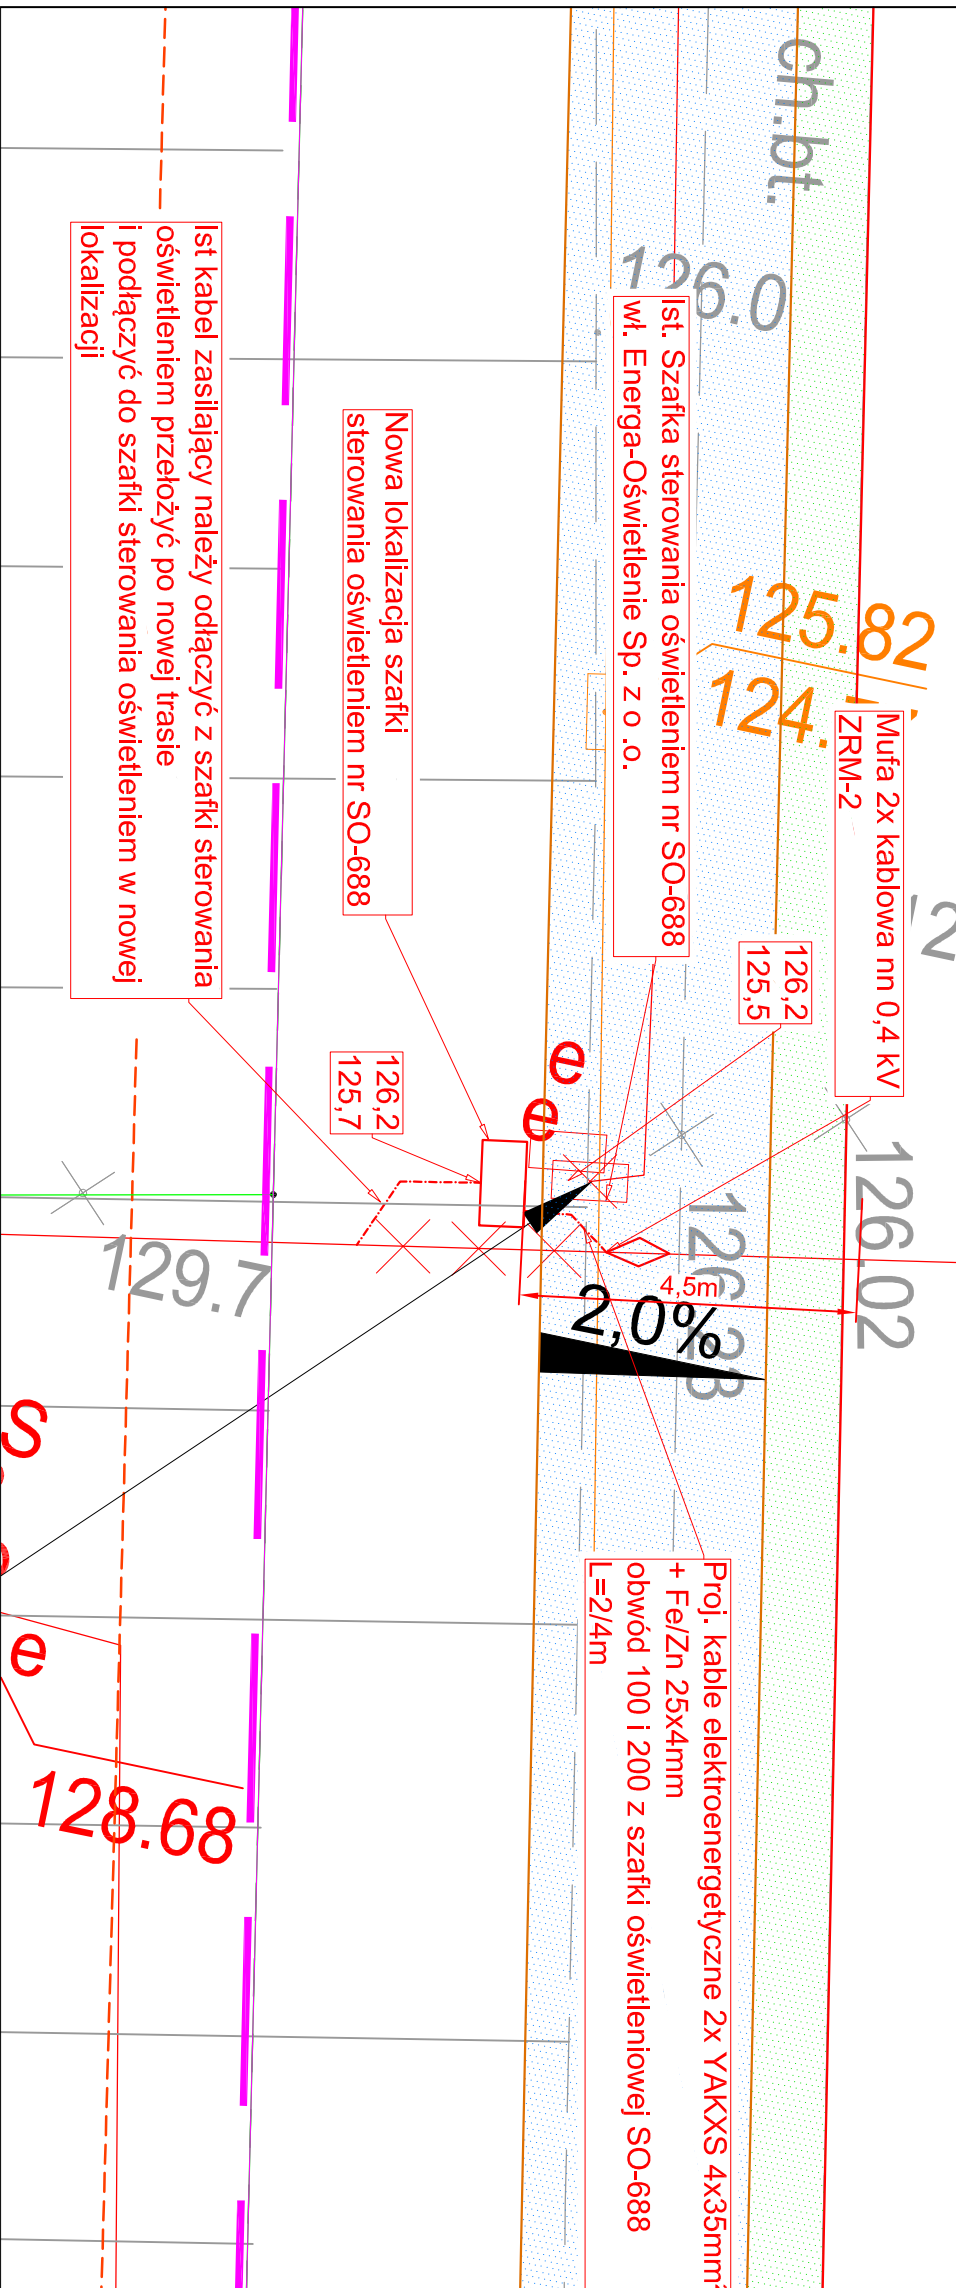 ch.bt.
126.0
Ist. Szafka sterowania oświetleniem nr SO-688
wł. Energa-Oświetlenie Sp. z o .o.
125.82
124.
Mufa 2x kablowa nn 0,4 kV
ZRM-2
126,2
125,5
Nowa lokalizacja szafki
sterowania oświetleniem nr SO-688
Ist kabel zasilający należy odłączyć z szafki sterowania
oświetleniem przełożyć po nowej trasie
i podłączyć do szafki sterowania oświetleniem w nowej
lokalizacji
126,2
125,7
e
e
126.02
126.23
4,5m
2,0%
129.7
Proj. kable elektroenergetyczne 2x YAKXS 4x35mm²
+ Fe/Zn 25x4mm
obwód 100 i 200 z szafki oświetleniowej SO-688
L=2/4m
S
e
128.68